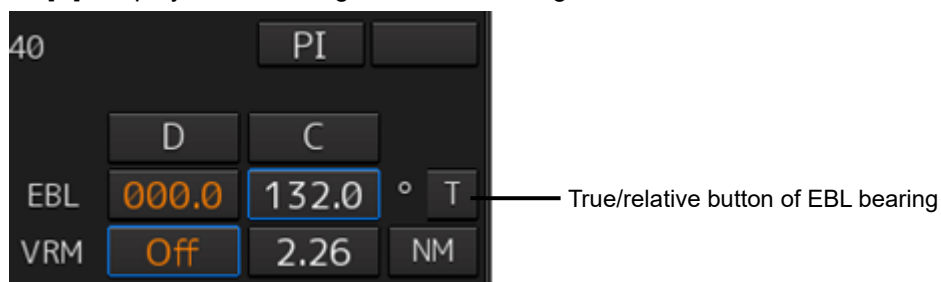 40 PI
D C
EBL 000.0 132.0 ° T
True/relative button of EBL bearing
VRM Off 2.26 NM